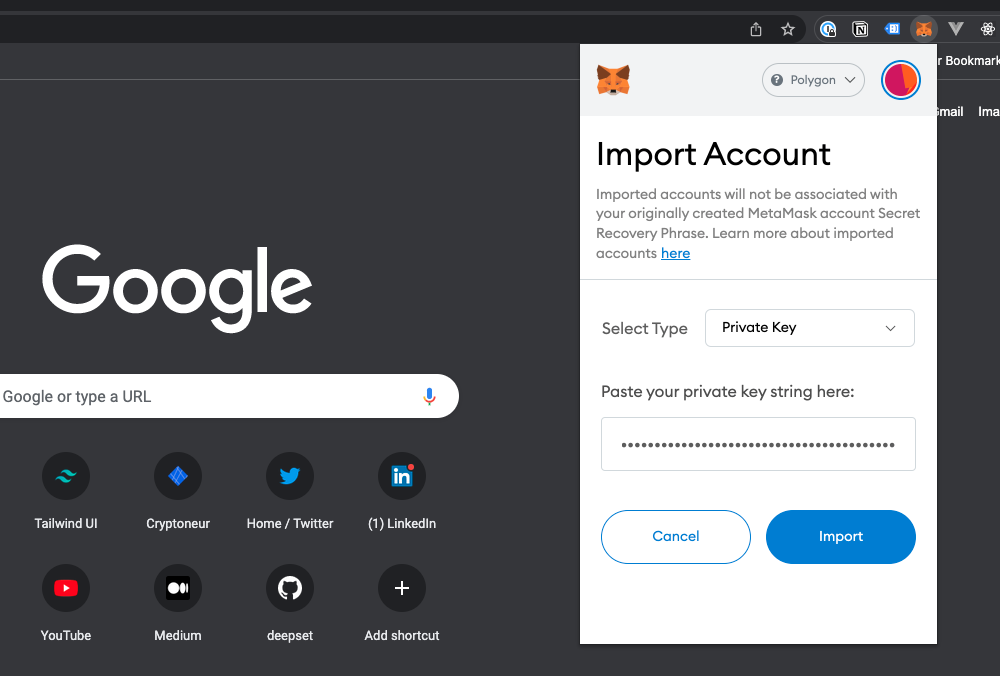 r Bookmark
Polygon
Gmail Ima
Import Account
Imported accounts will not be associated with
your originally created MetaMask account Secret
Recovery Phrase. Learn more about imported
accounts here
Select Type Private Key
Paste your private key string here:
Cancel Import
Google
Google or type a URL
Tailwind UI Cryptoneur Home / Twitter (1) LinkedIn
YouTube Medium deepset Add shortcut